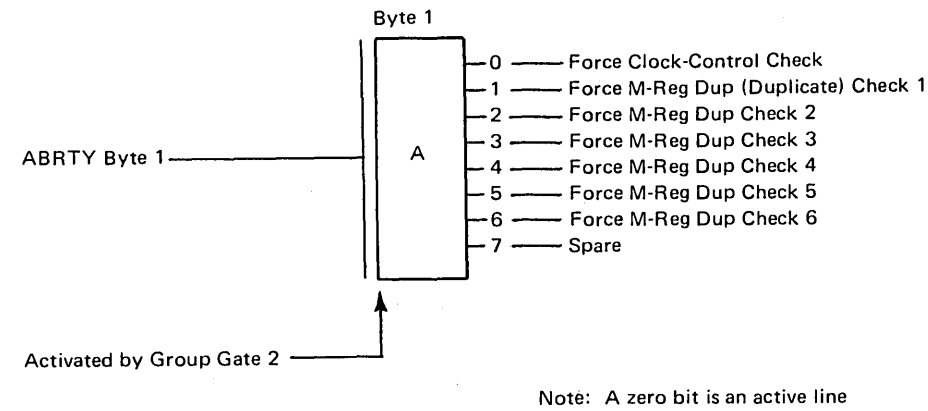 Byte 1
0 Force Clock-Control Check
1 Force M-Reg Dup (Duplicate) Check 1
2 Force M-Reg Dup Check 2
3 Force M-Reg Dup Check 3
ABRTY Byte 1
A
4 Force M-Reg Dup Check 4
5 Force M-Reg Dup Check 5
6 Force M-Reg Dup Check 6
7 Spare
Activated by Group Gate 2
Note: A zero bit is an active line